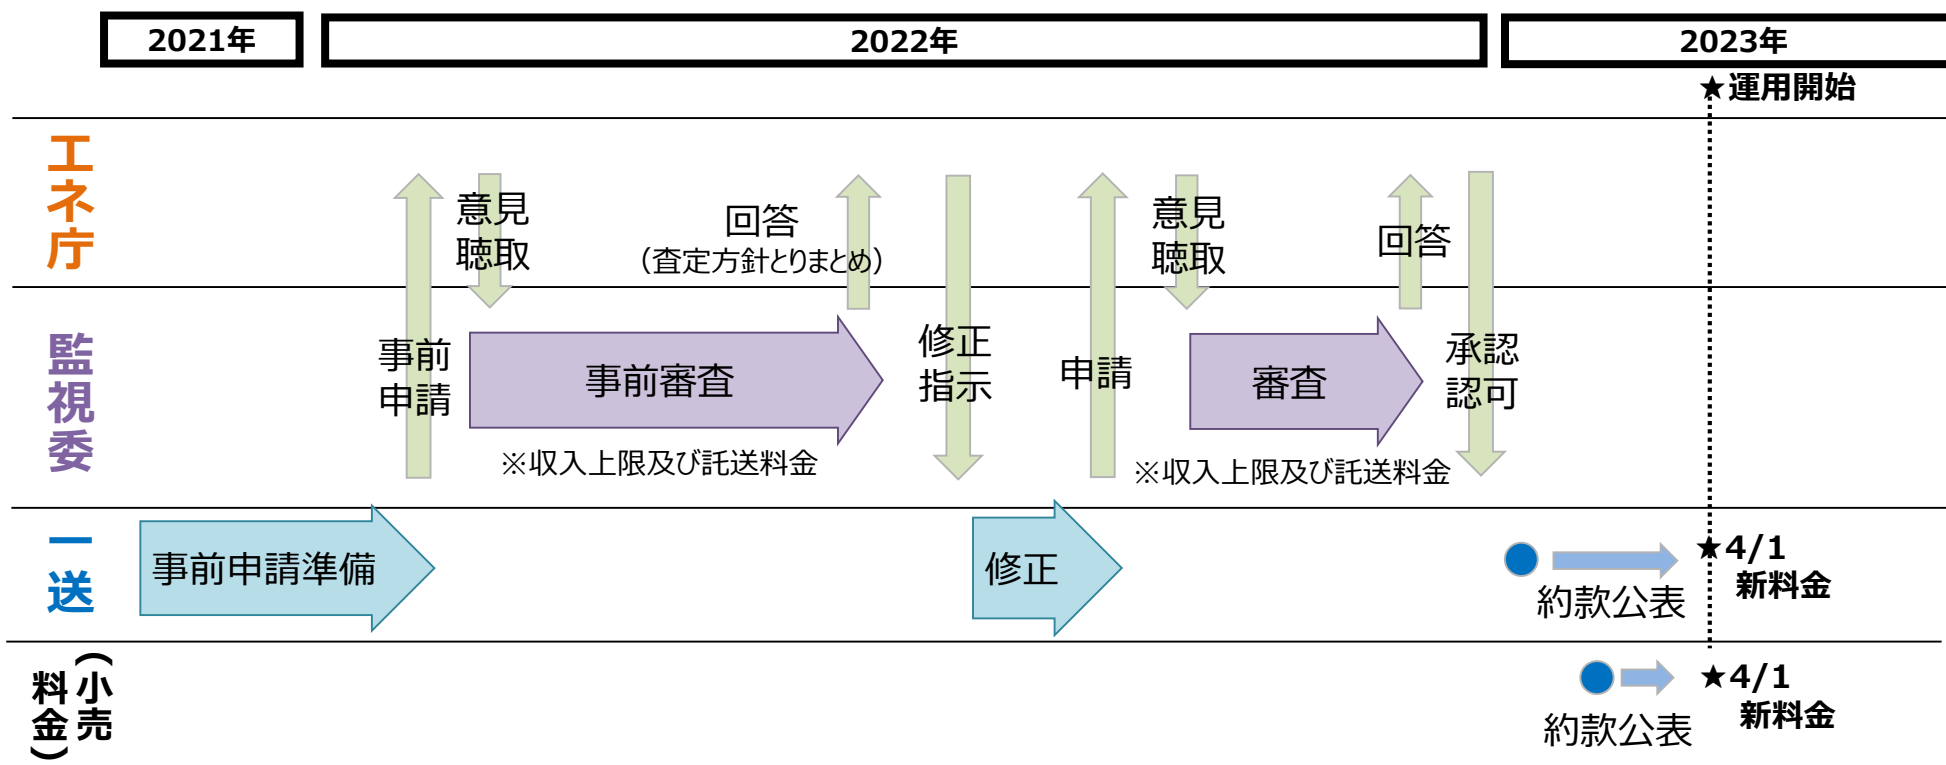 2021年
2022年
2023年
★運用開始
エネ庁
意見
聴取
回答
（査定方針とりまとめ）
意見
聴取
回答
監視委
事前
申請
事前審査
※収入上限及び託送料金
修正
指示
申請
審査
※収入上限及び託送料金
承認
認可
一送
事前申請準備
修正
約款公表
★4/1
新料金
（小売
料金）
約款公表
★4/1
新料金